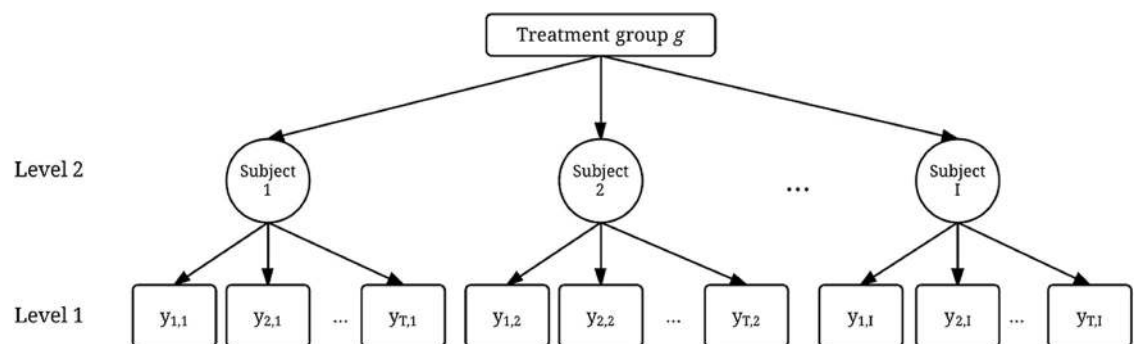 Treatment group g
Level 2
Subject
1
Subject
2
...
Subject
I
Level 1
y1,1
y2,1
...
yT,1
y1,2
y2,2
...
yT,2
y1,I
y2,I
...
yT,I